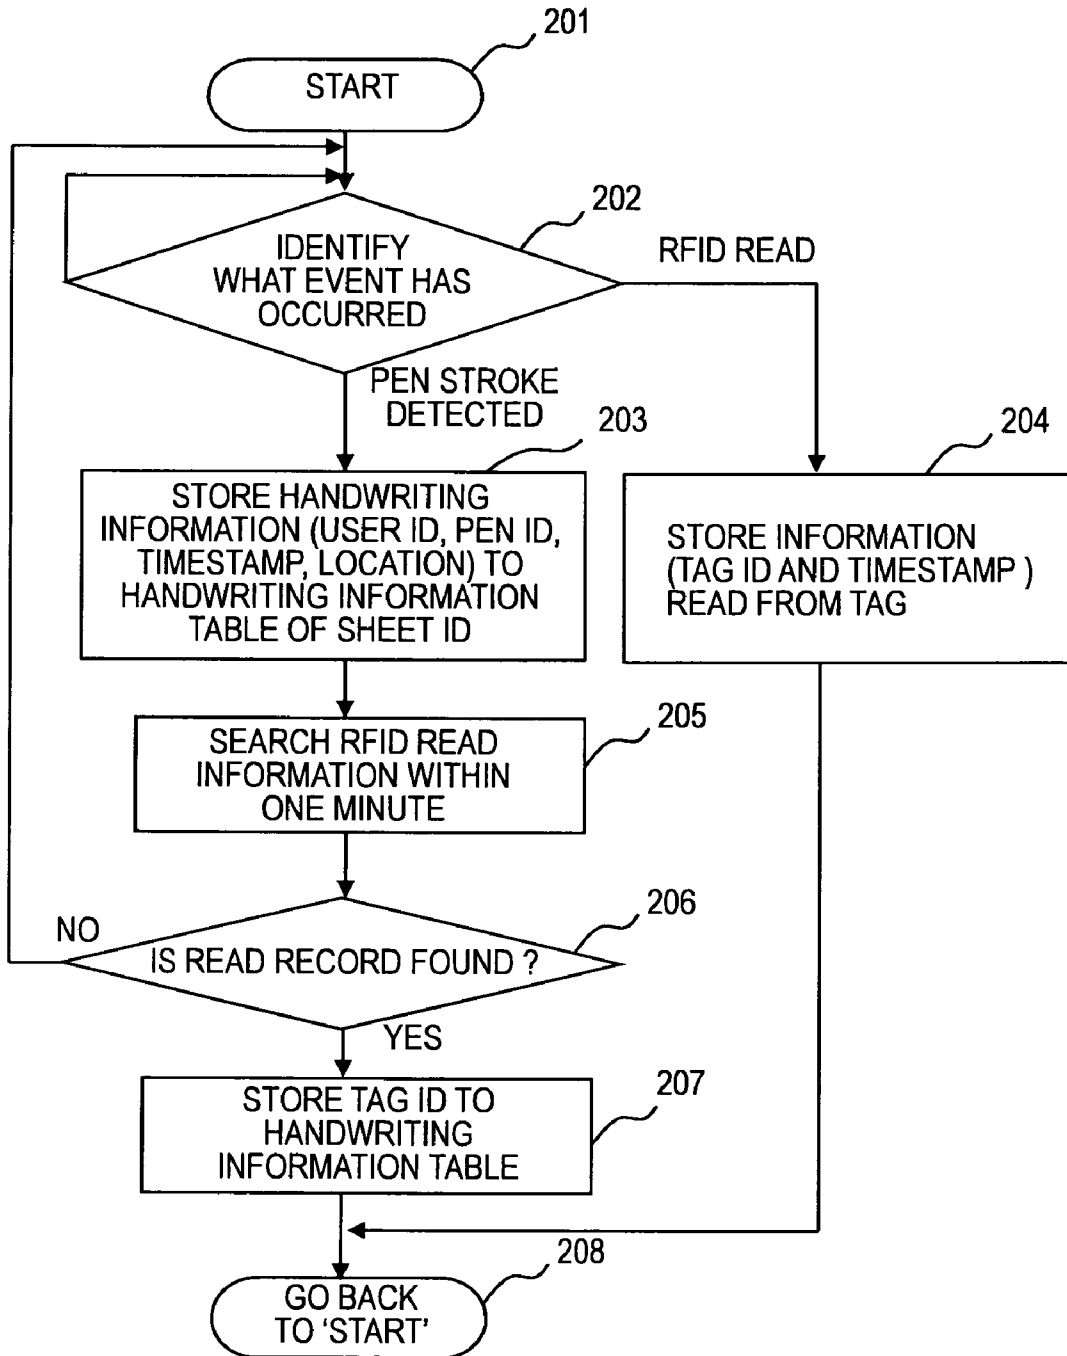 201
START
202
IDENTIFY
WHAT EVENT HAS
OCCURRED
RFID READ
PEN STROKE
DETECTED
203
STORE HANDWRITING
INFORMATION (USER ID, PEN ID,
TIMESTAMP, LOCATION) TO
HANDWRITING INFORMATION
TABLE OF SHEET ID
204
STORE INFORMATION
(TAG ID AND TIMESTAMP )
READ FROM TAG
205
SEARCH RFID READ
INFORMATION WITHIN
ONE MINUTE
206
NO
IS READ RECORD FOUND ?
YES
207
STORE TAG ID TO
HANDWRITING
INFORMATION TABLE
208
GO BACK
TO 'START'